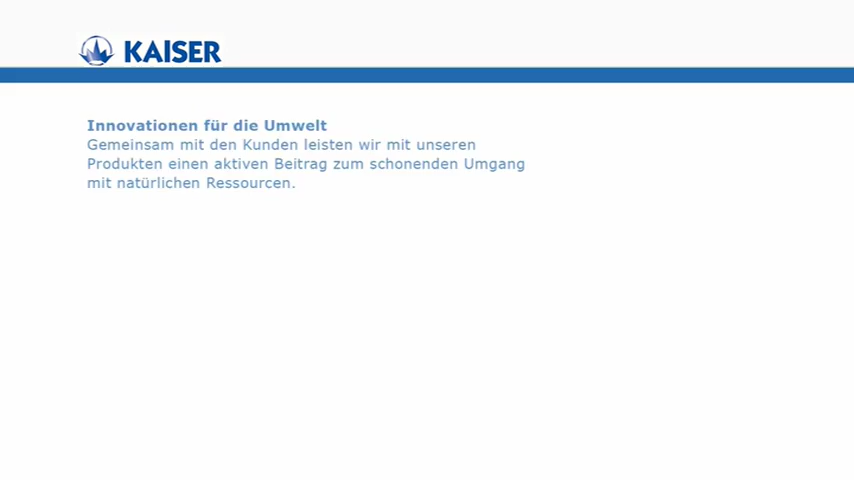 KAISER
Innovationen für die Umwelt
Gemeinsam mit den Kunden leisten wir mit unseren
Produkten einen aktiven Beitrag zum schonenden Umgang
mit natürlichen Ressourcen.